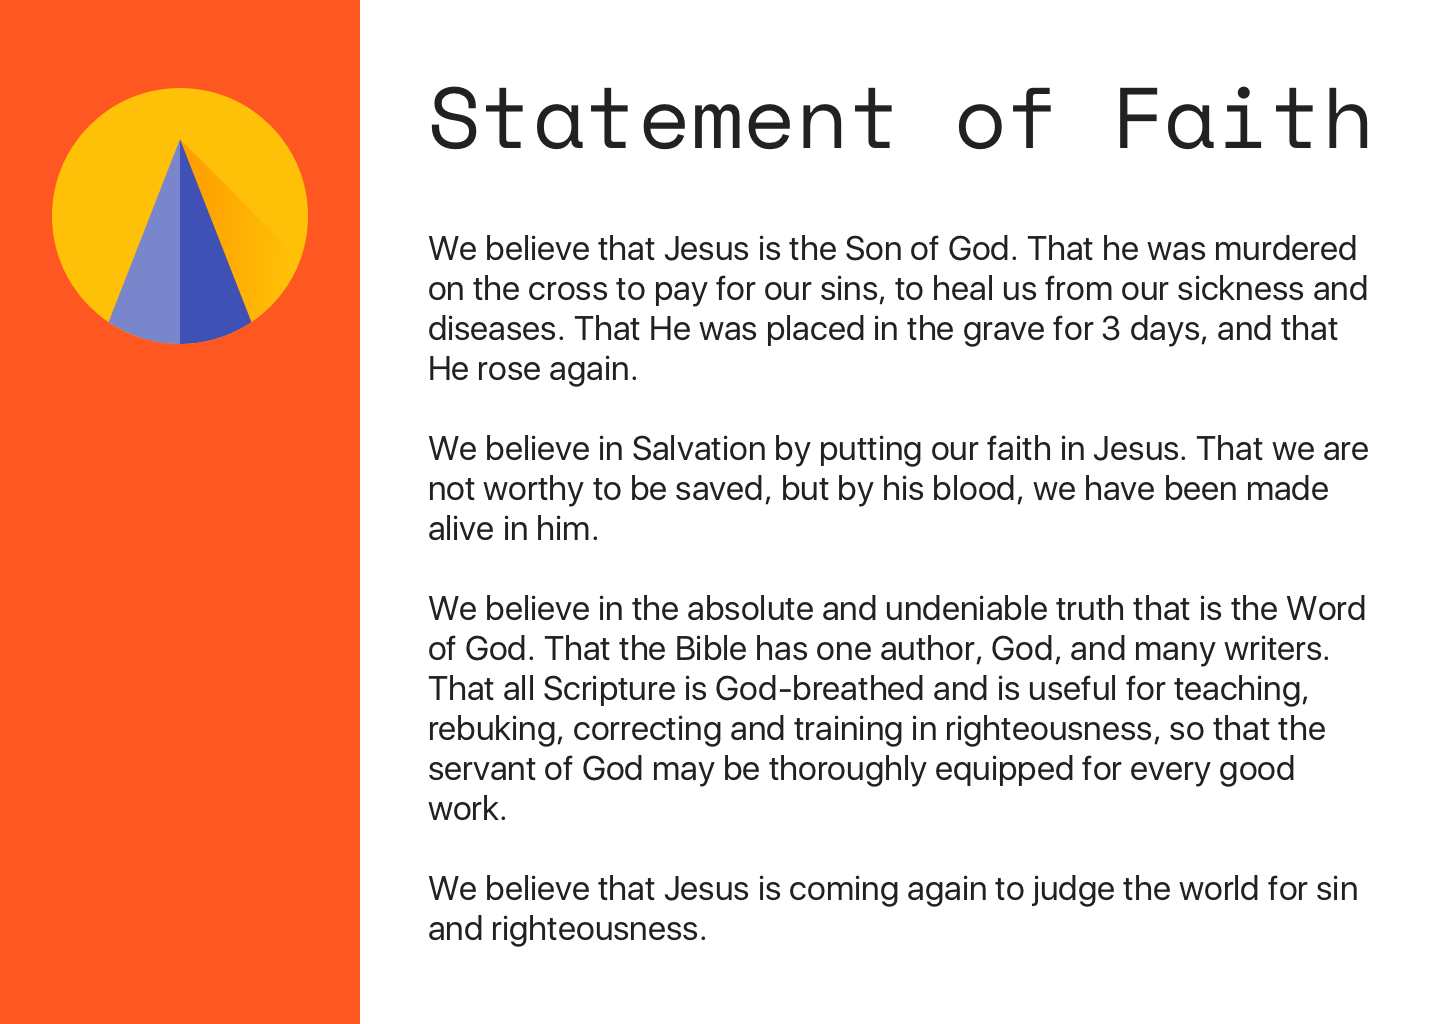 Statement of Faith
We believe that Jesus is the Son of God. That he was murdered
on the cross to pay for our sins, to heal us from our sickness and
diseases. That He was placed in the grave for 3 days, and that
He rose again.
We believe in Salvation by putting our faith in Jesus. That we are
not worthy to be saved, but by his blood, we have been made
alive in him.
We believe in the absolute and undeniable truth that is the Word
of God. That the Bible has one author, God, and many writers.
That all Scripture is God-breathed and is useful for teaching,
rebuking, correcting and training in righteousness, so that the
servant of God may be thoroughly equipped for every good
work.
We believe that Jesus is coming again to judge the world for sin
and righteousness.